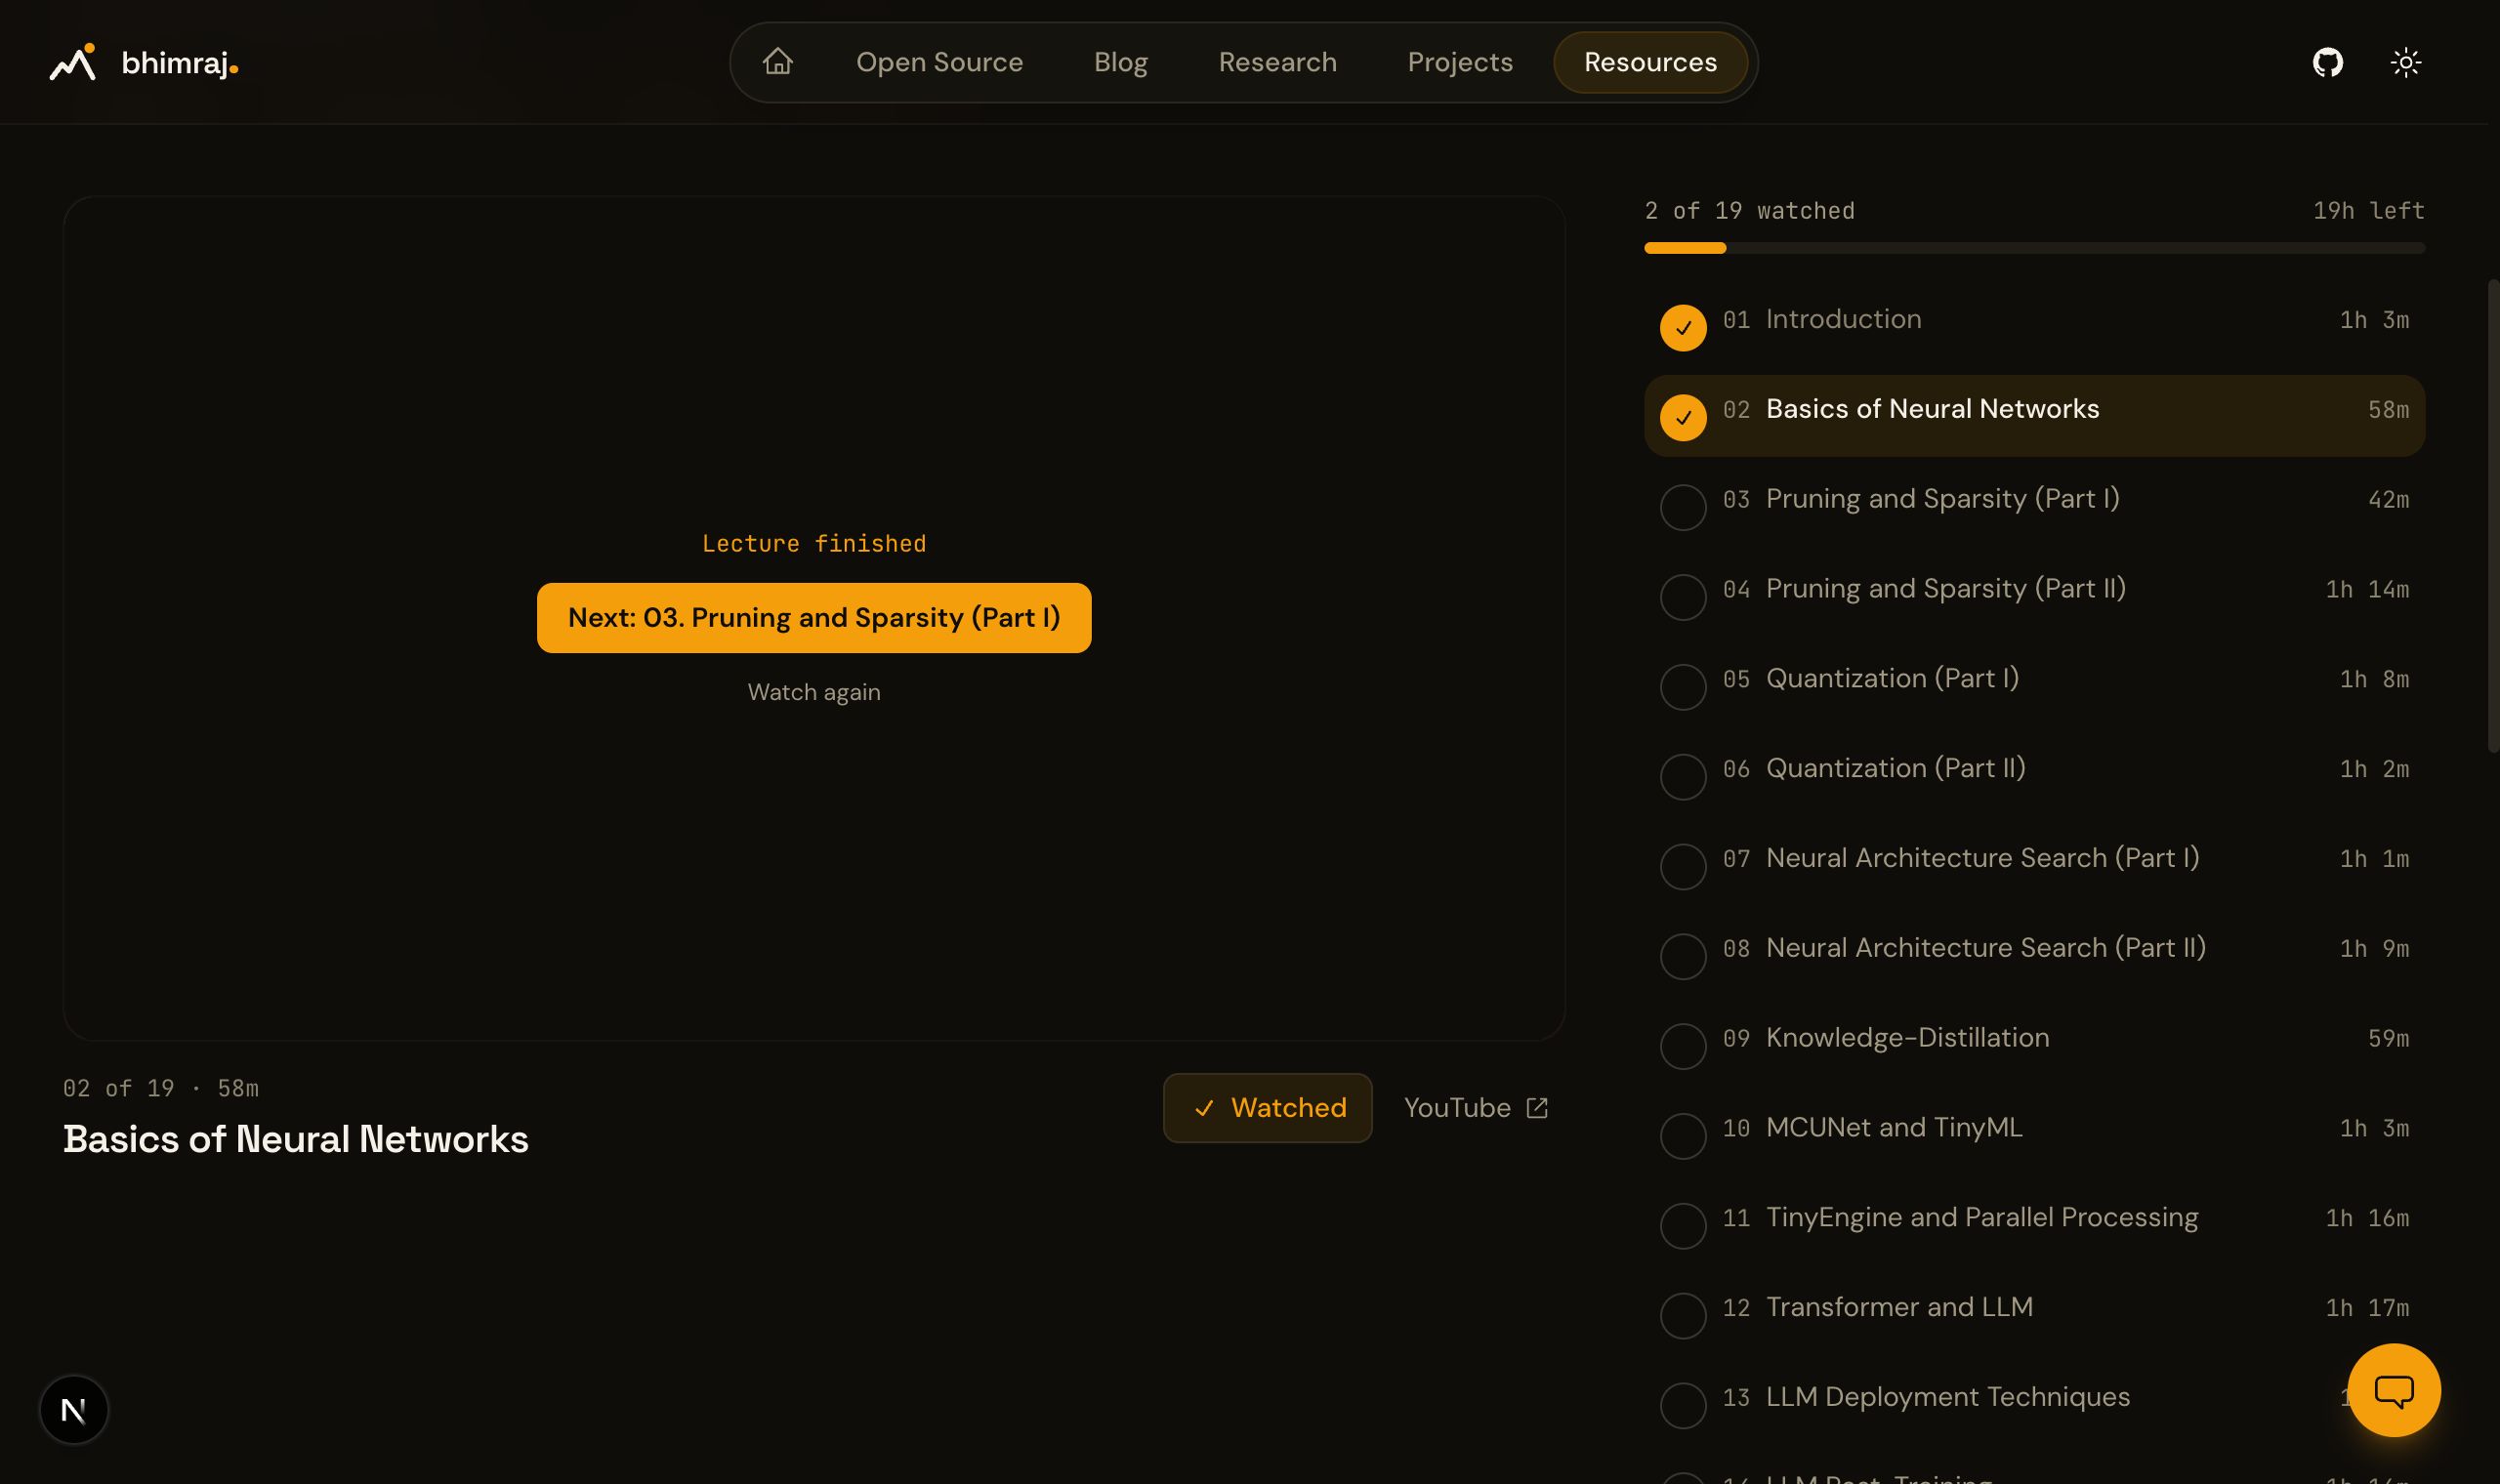 bhimraj.
Open Source
Blog
Research
Projects
Resources
Lecture finished
Next: 03. Pruning and Sparsity (Part I)
Watch again
02 of 19 · 58m
Basics of Neural Networks
Watched
YouTube
2 of 19 watched
19h left
01 Introduction 1h 3m
02 Basics of Neural Networks 58m
03 Pruning and Sparsity (Part I) 42m
04 Pruning and Sparsity (Part II) 1h 14m
05 Quantization (Part I) 1h 8m
06 Quantization (Part II) 1h 2m
07 Neural Architecture Search (Part I) 1h 1m
08 Neural Architecture Search (Part II) 1h 9m
09 Knowledge-Distillation 59m
10 MCUNet and TinyML 1h 3m
11 TinyEngine and Parallel Processing 1h 16m
12 Transformer and LLM 1h 17m
13 LLM Deployment Techniques
N